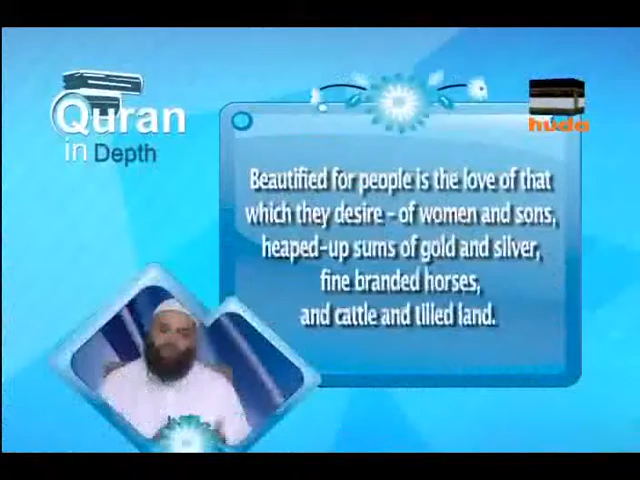 Quran
in Depth
huda
Beautified for people is the love of that
which they desire - of women and sons,
heaped-up sums of gold and silver,
fine branded horses,
and cattle and tilled land.